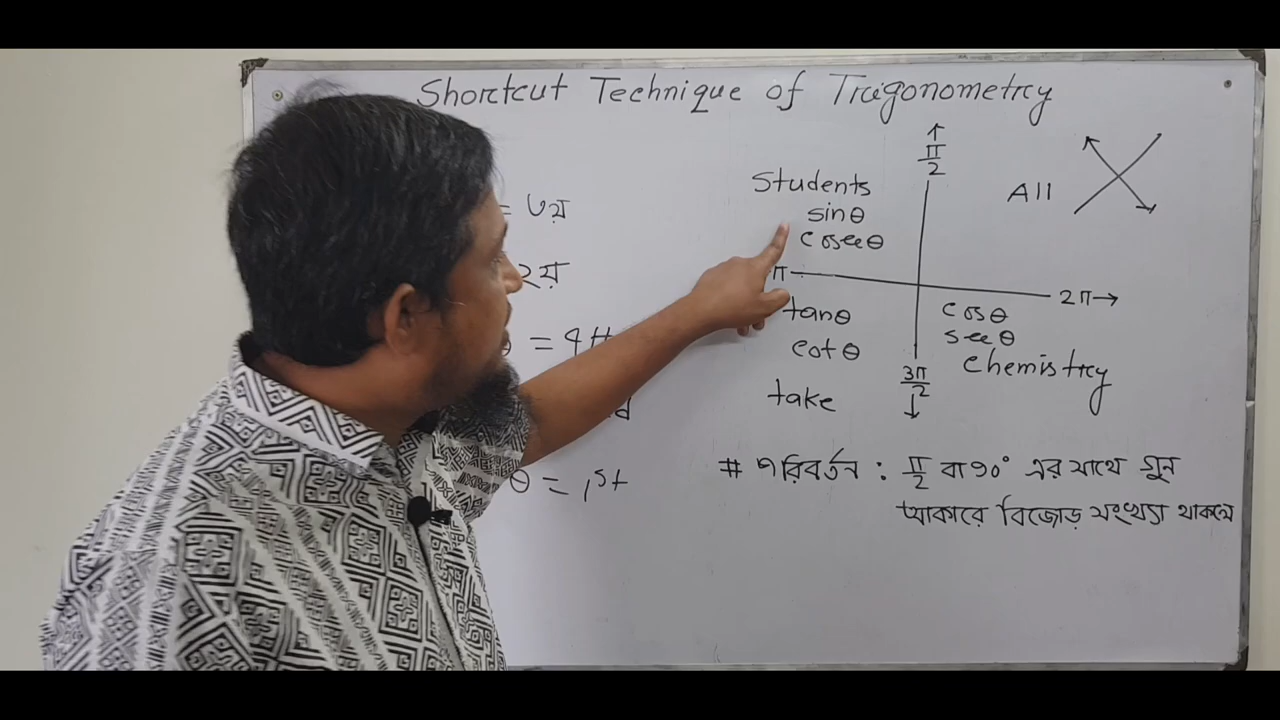 Shortcut Technique of Trigonometry
= ৩য়
২য়
θ = 4th
d
θ = 1st
π/2
Students
All
sinθ
cosecθ
π
2π
tanθ
cosθ
cotθ
secθ
chemistry
3π/2
take
# পরিবর্তন : π/2 বা ৯০° এর সাথে গুন
আকারে বিজোড় সংখ্যা থাকলে